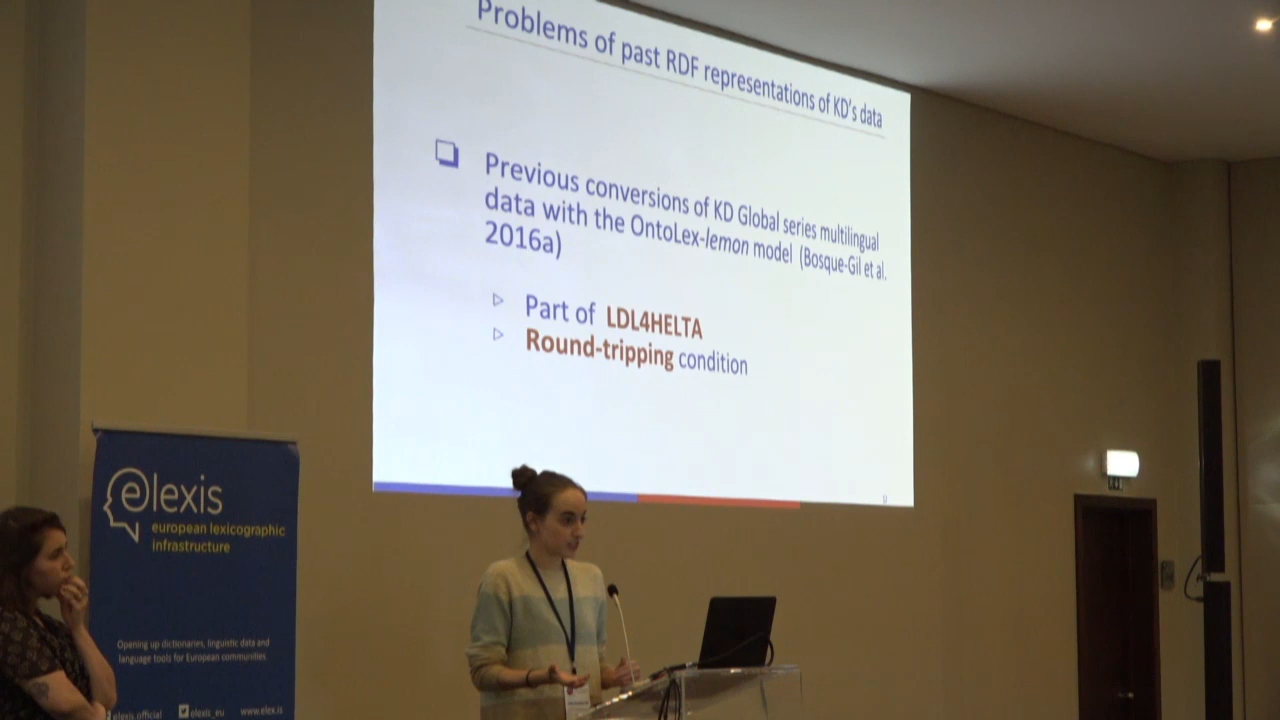 Problems of past RDF representations of KD's data
Previous conversions of KD Global series multilingual
data with the OntoLex-lemon model (Bosque-Gil et al.
2016a)
Part of LDL4HELTA
Round-tripping condition
elexis
european lexicographic
infrastructure
Opening up dictionaries, linguistic data and
language tools for European communities.
elexis.official elexis_eu www.elex.is